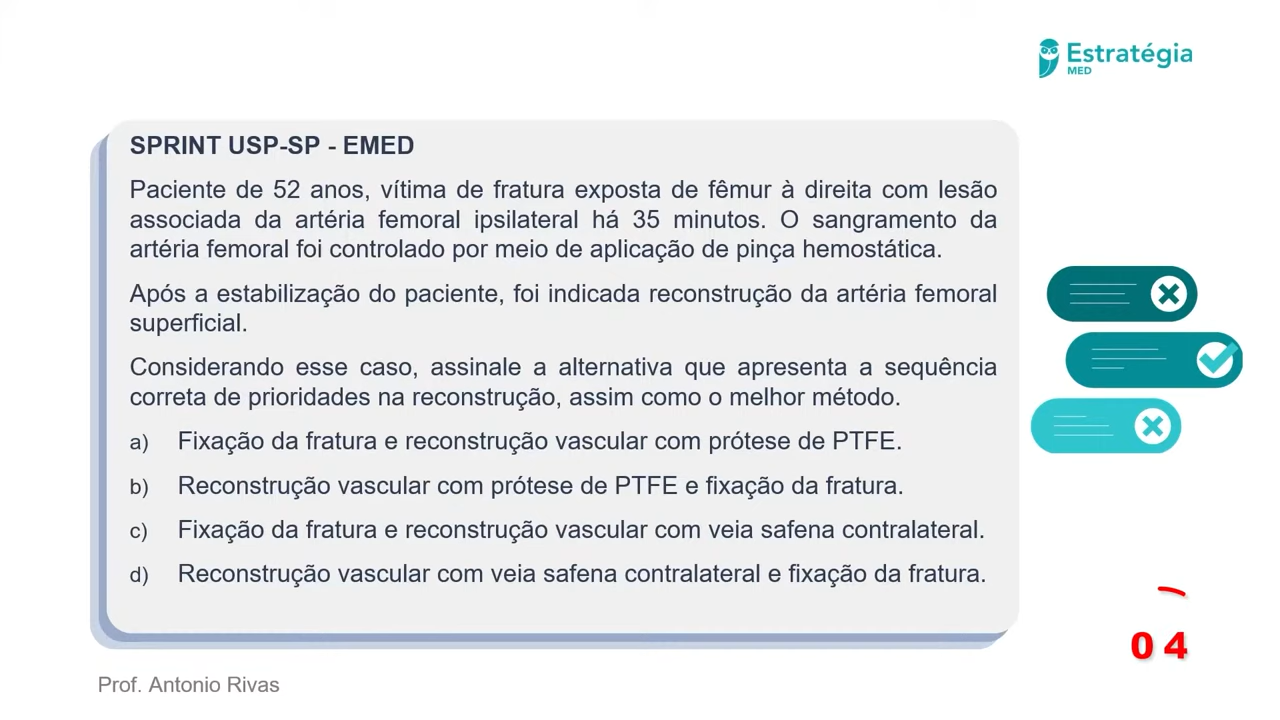 Estratégia
MED
SPRINT USP-SP - EMED
Paciente de 52 anos, vítima de fratura exposta de fêmur à direita com lesão
associada da artéria femoral ipsilateral há 35 minutos. O sangramento da
artéria femoral foi controlado por meio de aplicação de pinça hemostática.
Após a estabilização do paciente, foi indicada reconstrução da artéria femoral
superficial.
Considerando esse caso, assinale a alternativa que apresenta a sequência
correta de prioridades na reconstrução, assim como o melhor método.
a) Fixação da fratura e reconstrução vascular com prótese de PTFE.
b) Reconstrução vascular com prótese de PTFE e fixação da fratura.
c) Fixação da fratura e reconstrução vascular com veia safena contralateral.
d) Reconstrução vascular com veia safena contralateral e fixação da fratura.
04
Prof. Antonio Rivas